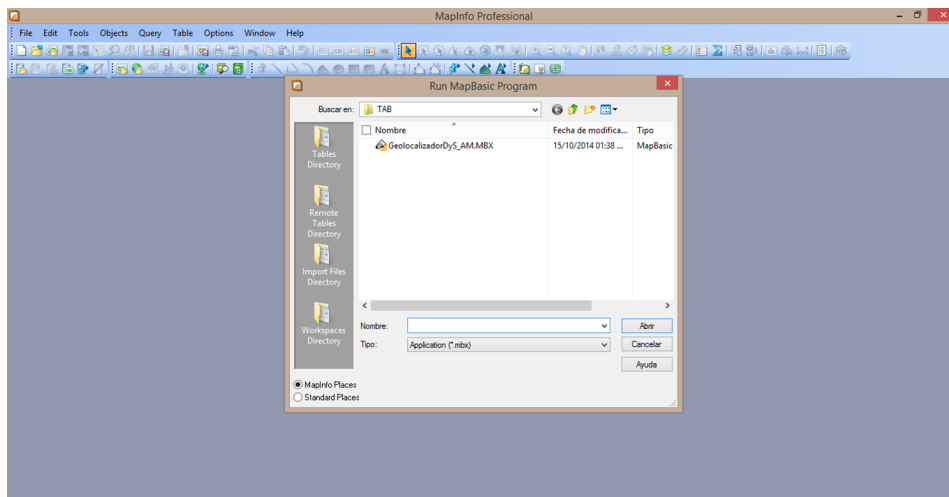 MapInfo Professional
File Edit Tools Objects Query Table Options Window Help
Run MapBasic Program
Buscar en: TAB
Nombre Fecha de modifica... Tipo
GeolocalizadorDyS_AM.MBX 15/10/2014 01:38 ... MapBasic
Tables
Directory
Remote
Tables
Directory
Import Files
Directory
Workspaces
Directory
Nombre: Abrir
Tipo: Application (*.mbx) Cancelar
Ayuda
MapInfo Places
Standard Places